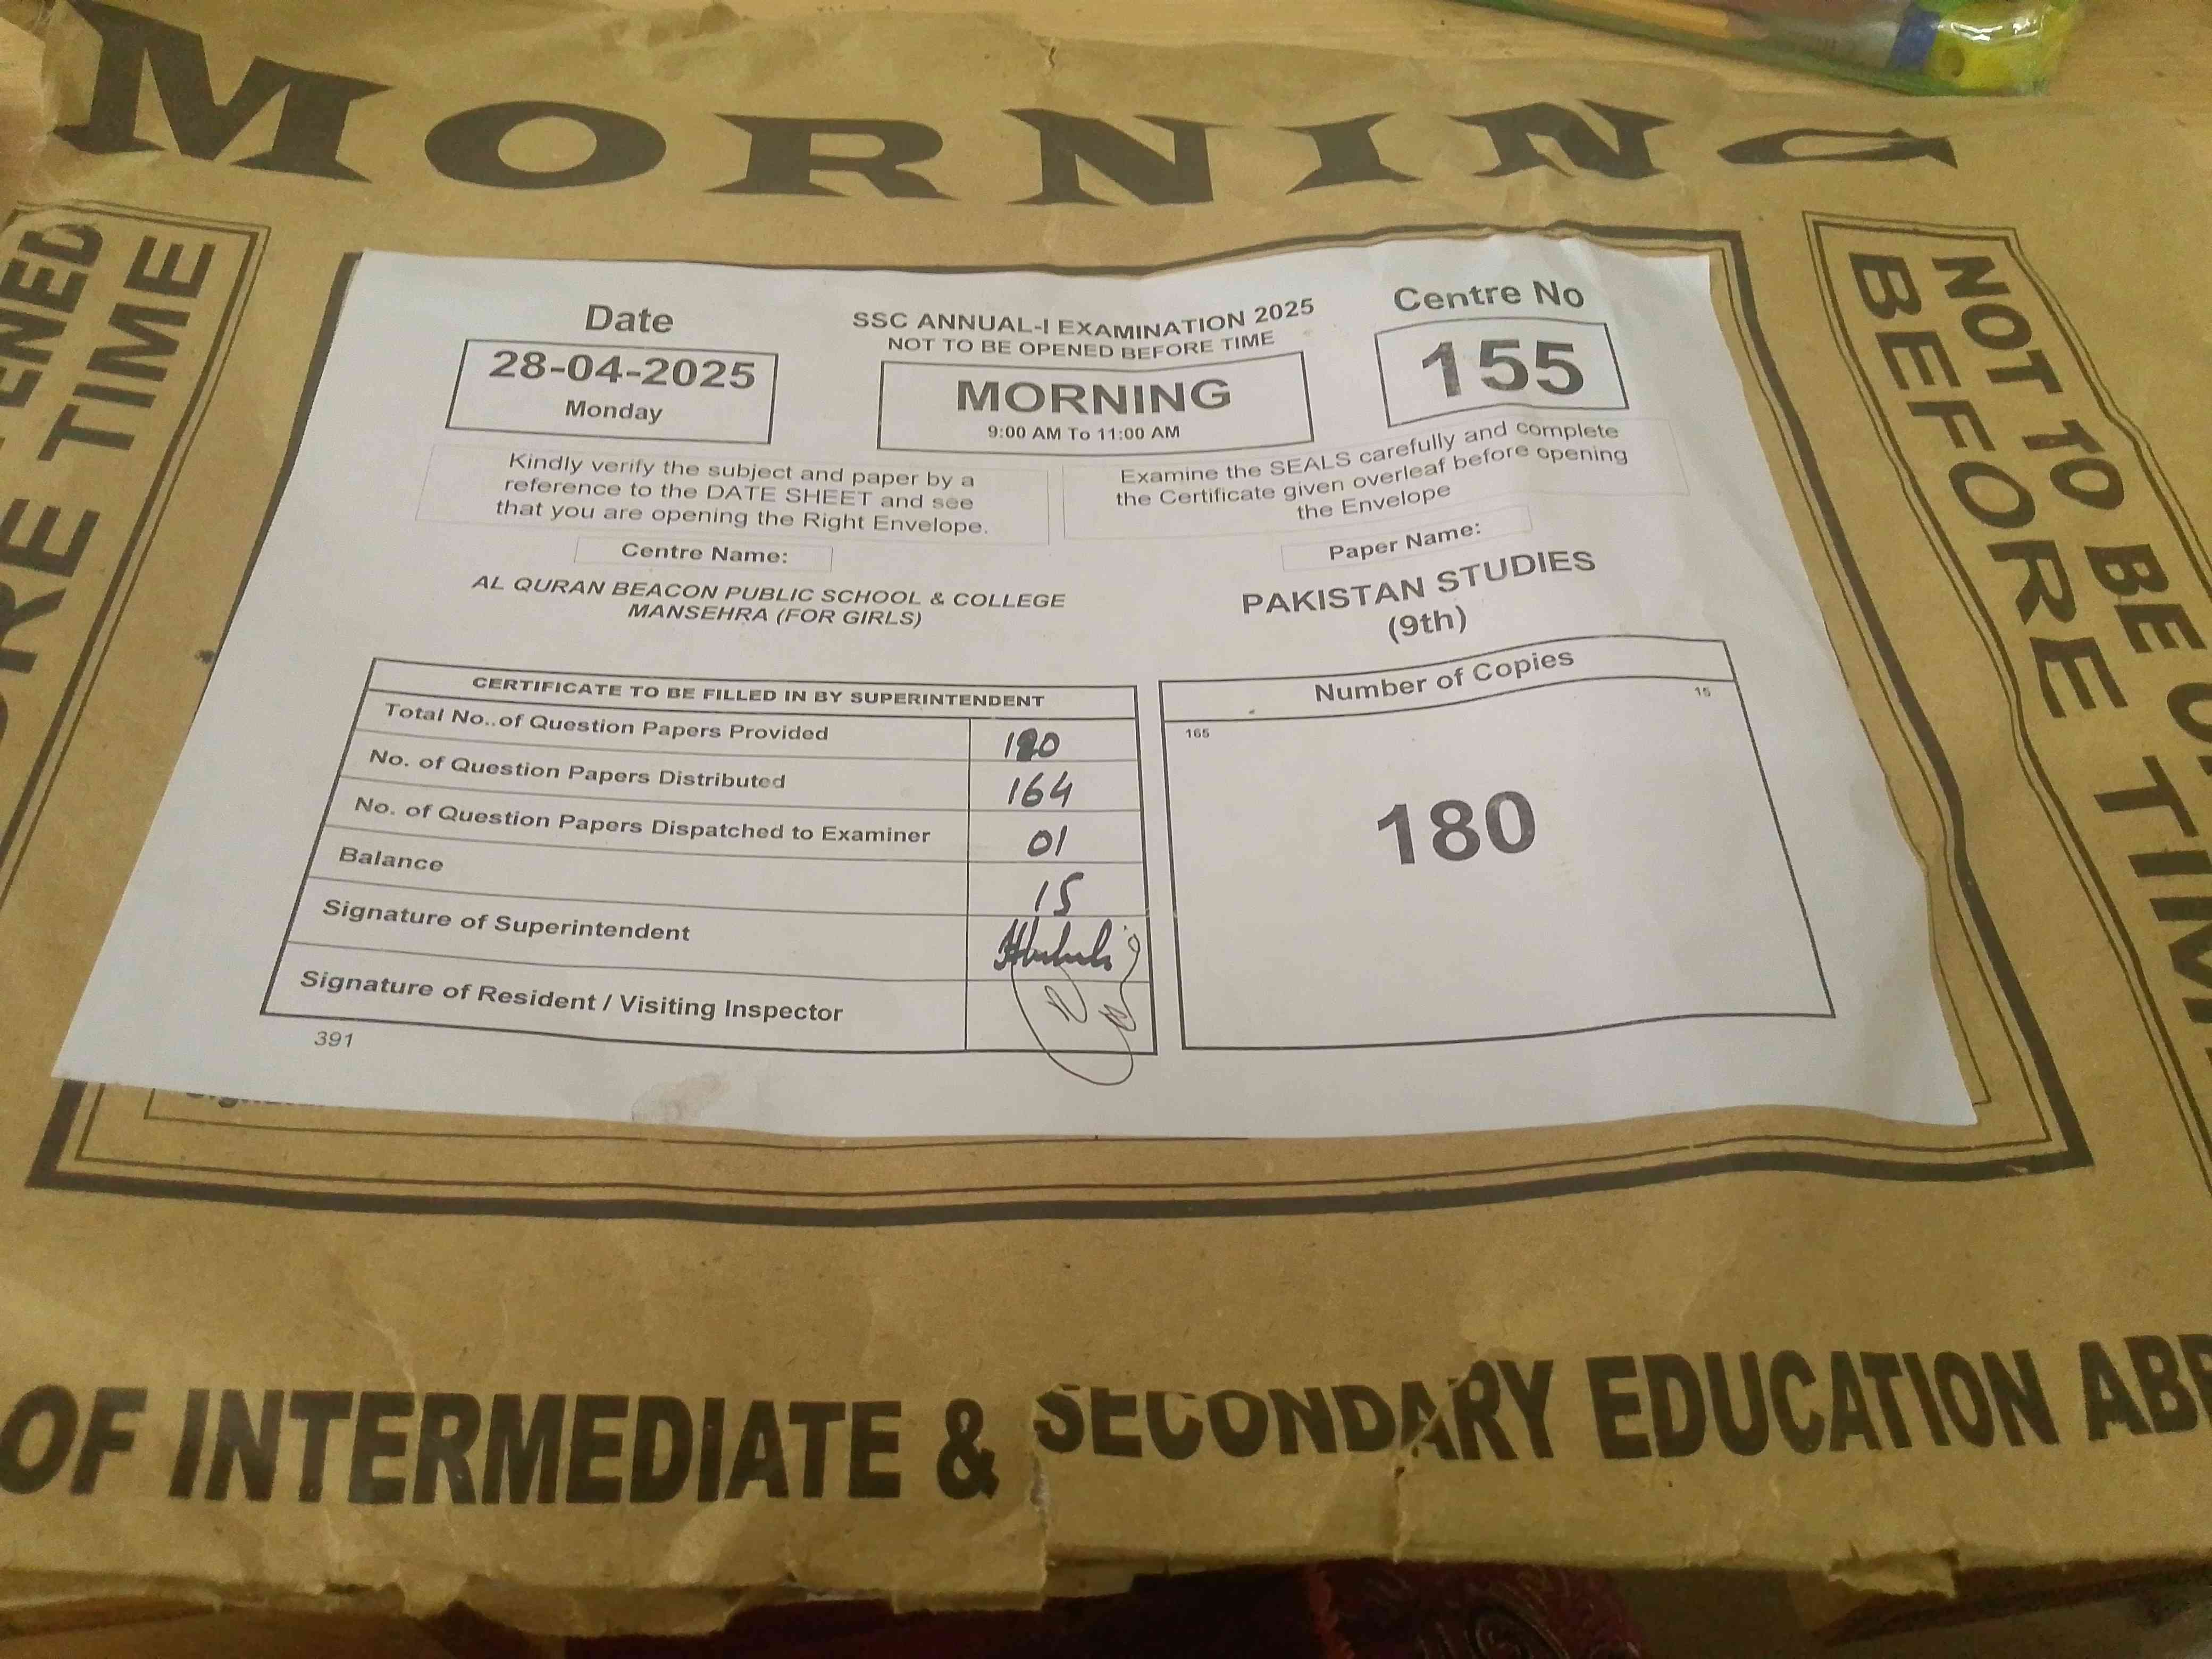 MORNING
ENED
RE TIME
NOT TO BE
BEFORE TIM
Date
28-04-2025
Monday
SSC ANNUAL-I EXAMINATION 2025
NOT TO BE OPENED BEFORE TIME
MORNING
9:00 AM To 11:00 AM
Centre No
155
Kindly verify the subject and paper by a
reference to the DATE SHEET and see
that you are opening the Right Envelope.
Examine the SEALS carefully and complete
the Certificate given overleaf before opening
the Envelope
Centre Name:
AL QURAN BEACON PUBLIC SCHOOL & COLLEGE
MANSEHRA (FOR GIRLS)
Paper Name:
PAKISTAN STUDIES
(9th)
CERTIFICATE TO BE FILLED IN BY SUPERINTENDENT
Total No..of Question Papers Provided 180
No. of Question Papers Distributed 164
No. of Question Papers Dispatched to Examiner 01
Balance 15
Signature of Superintendent
Signature of Resident / Visiting Inspector
391
Number of Copies
165 15
180
OF INTERMEDIATE & SECONDARY EDUCATION ABB